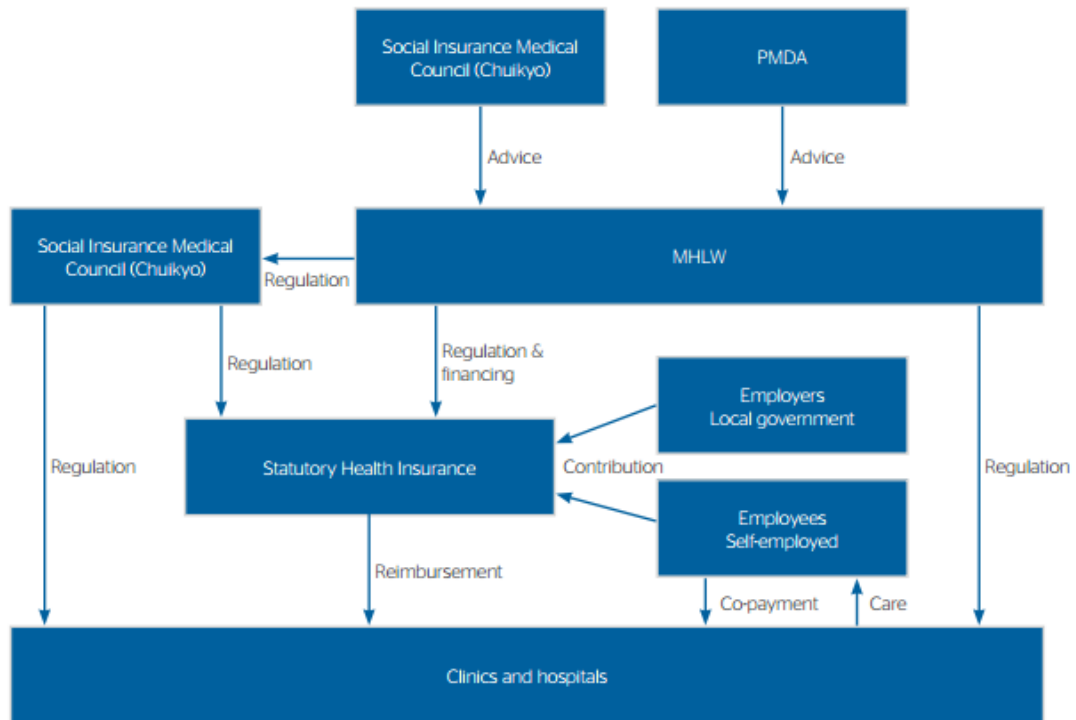 Social Insurance Medical
Council (Chuikyo)
PMDA
Advice
Advice
Social Insurance Medical
Council (Chuikyo)
MHLW
Regulation
Regulation
Regulation &
financing
Employers
Local government
Regulation
Statutory Health Insurance
Contribution
Regulation
Employees
Self-employed
Reimbursement
Co-payment
Care
Clinics and hospitals